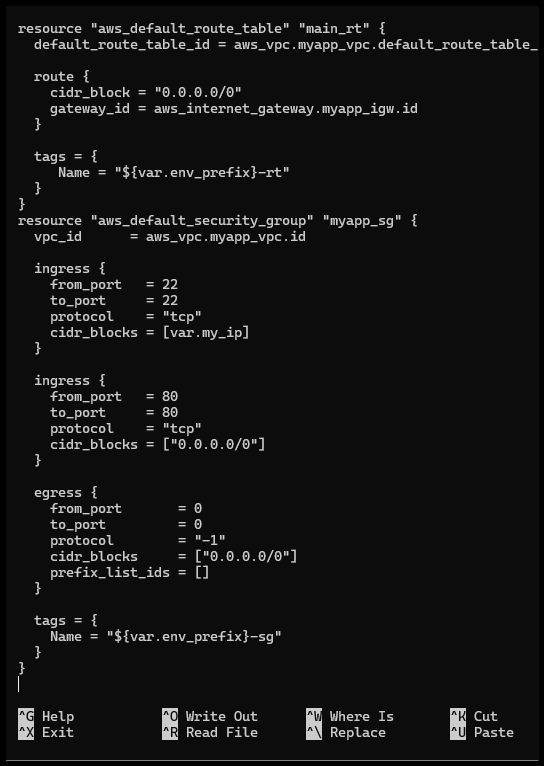 resource "aws_default_route_table" "main_rt" {
  default_route_table_id = aws_vpc.myapp_vpc.default_route_table_

  route {
    cidr_block = "0.0.0.0/0"
    gateway_id = aws_internet_gateway.myapp_igw.id
  }

  tags = {
     Name = "${var.env_prefix}-rt"
  }
}
resource "aws_default_security_group" "myapp_sg" {
  vpc_id      = aws_vpc.myapp_vpc.id

  ingress {
    from_port   = 22
    to_port     = 22
    protocol    = "tcp"
    cidr_blocks = [var.my_ip]
  }

  ingress {
    from_port   = 80
    to_port     = 80
    protocol    = "tcp"
    cidr_blocks = ["0.0.0.0/0"]
  }

  egress {
    from_port       = 0
    to_port         = 0
    protocol        = "-1"
    cidr_blocks     = ["0.0.0.0/0"]
    prefix_list_ids = []
  }

  tags = {
    Name = "${var.env_prefix}-sg"
  }
}

^G Help           ^O Write Out      ^W Where Is       ^K Cut
^X Exit           ^R Read File      ^\ Replace        ^U Paste